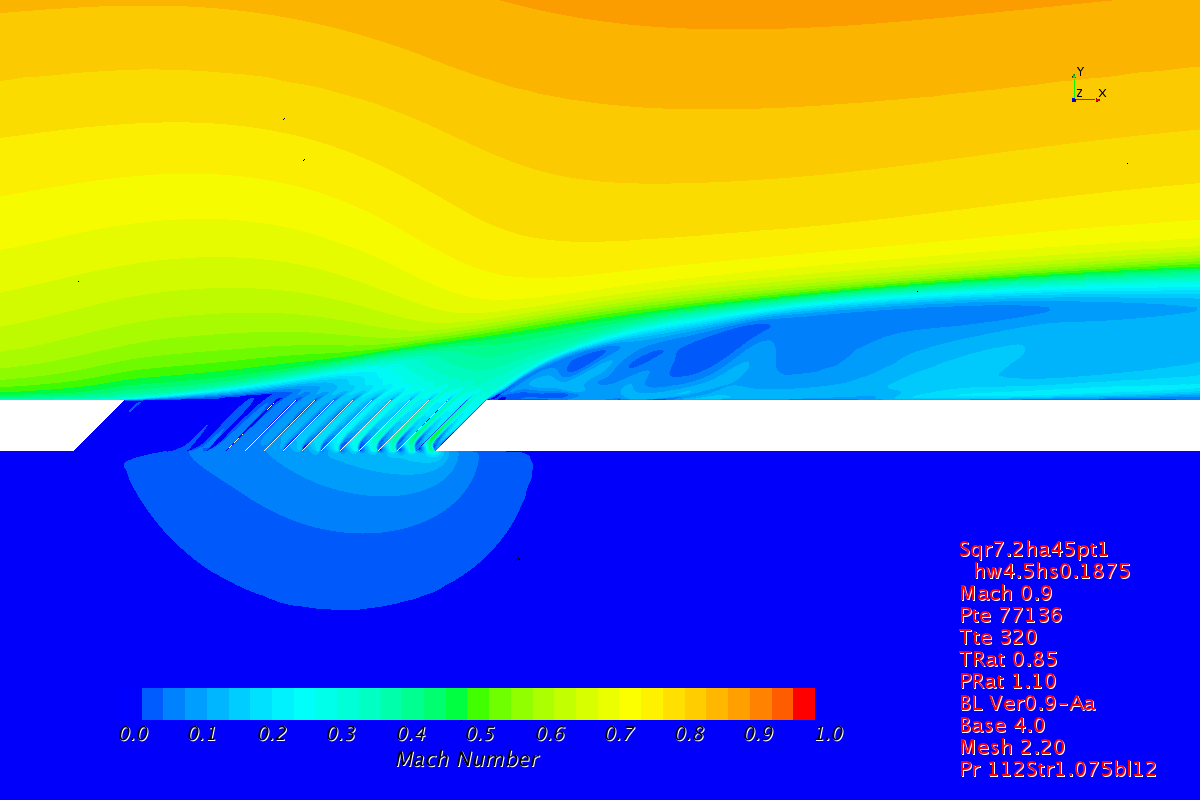 Y
Z X
Sqr7.2ha45pt1
hw4.5hs0.1875
Mach 0.9
Pte 77136
Tte 320
TRat 0.85
PRat 1.10
BL Ver0.9-Aa
Base 4.0
Mesh 2.20
Pr 112Str1.075bl12
0.0 0.1 0.2 0.3 0.4 0.5 0.6 0.7 0.8 0.9 1.0
Mach Number